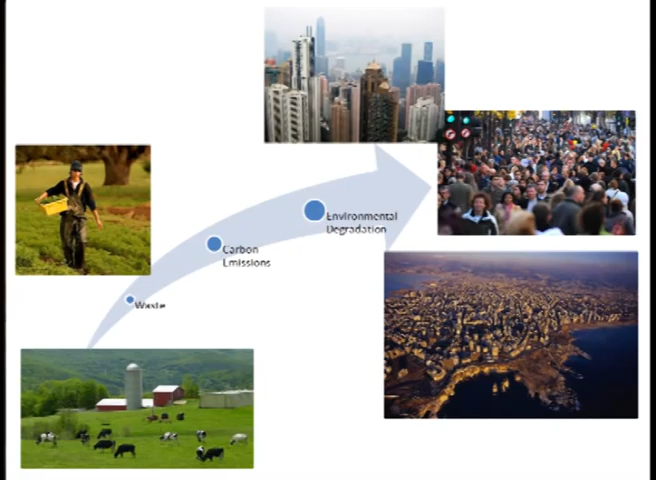 Environmental
Degradation
Carbon
Emissions
Waste